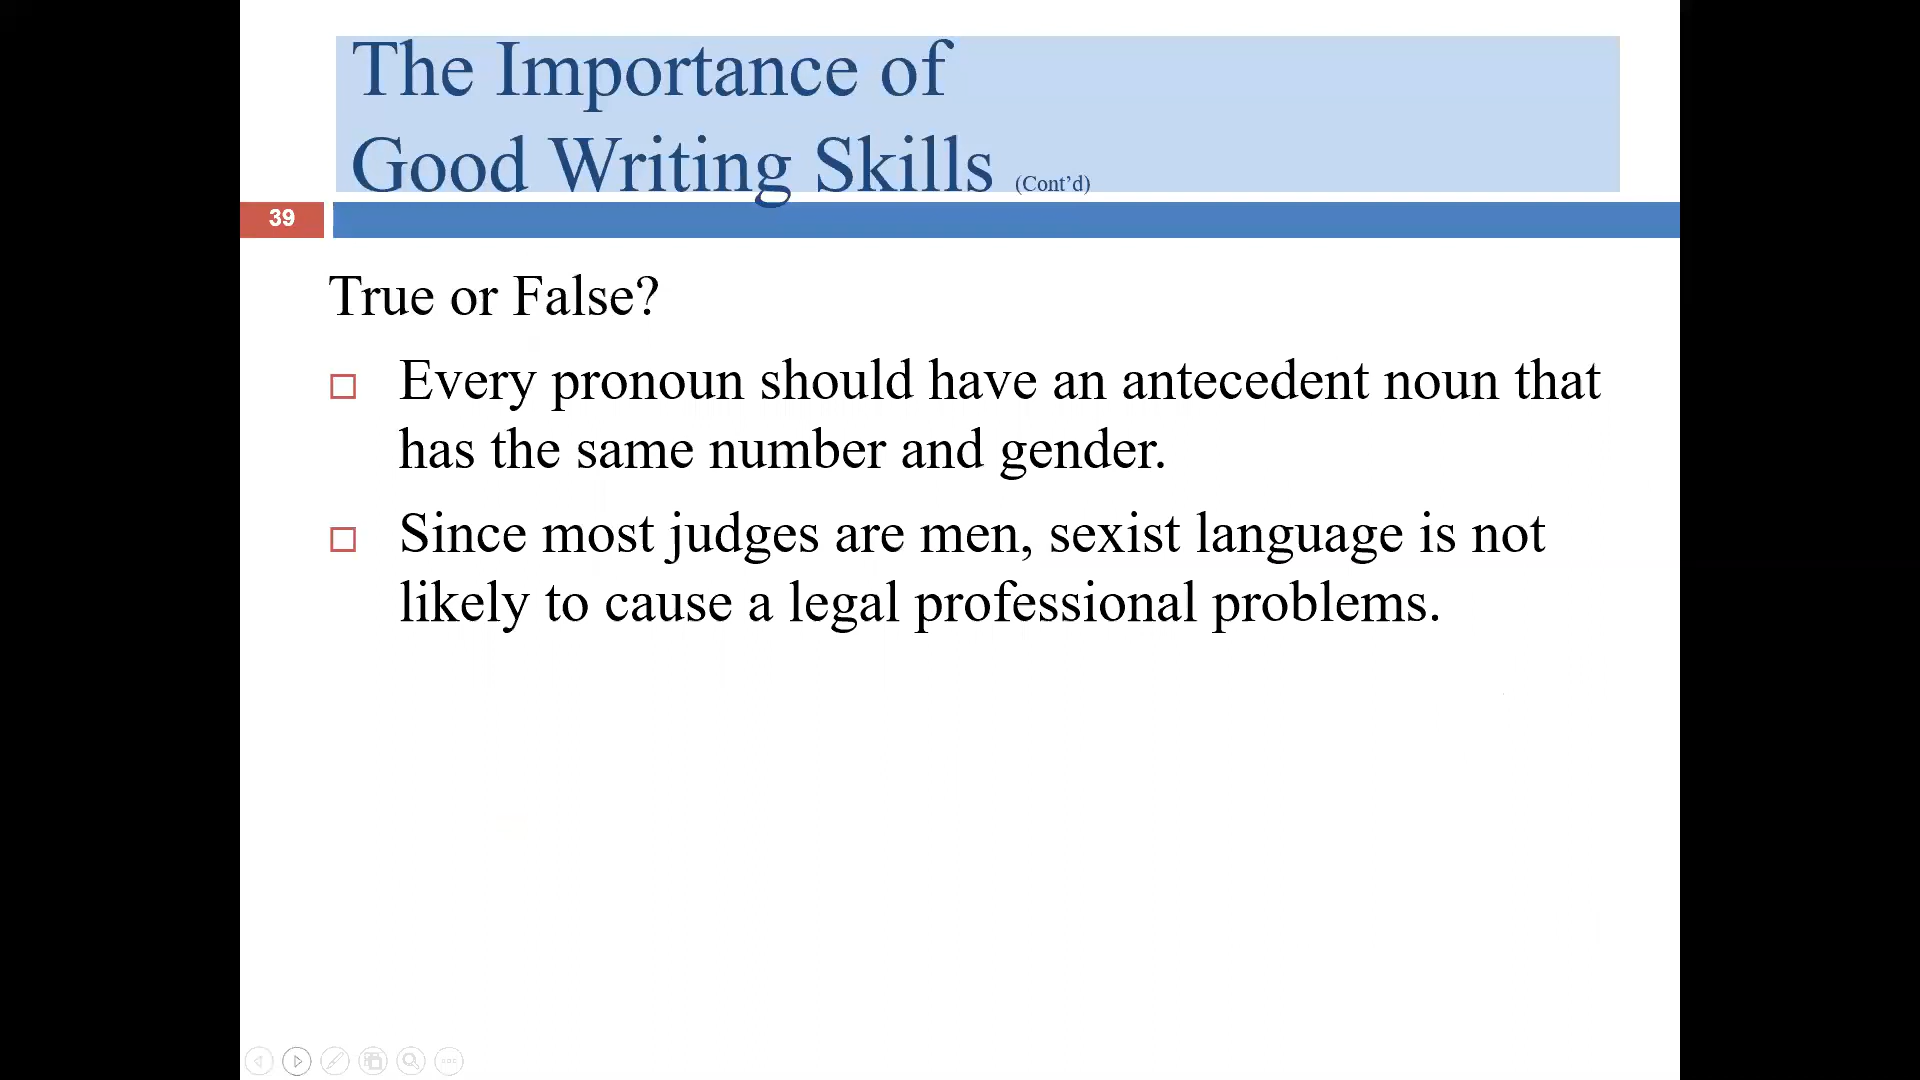 The Importance of
Good Writing Skills (Cont’d)
39
True or False?
Every pronoun should have an antecedent noun that
has the same number and gender.
Since most judges are men, sexist language is not
likely to cause a legal professional problems.